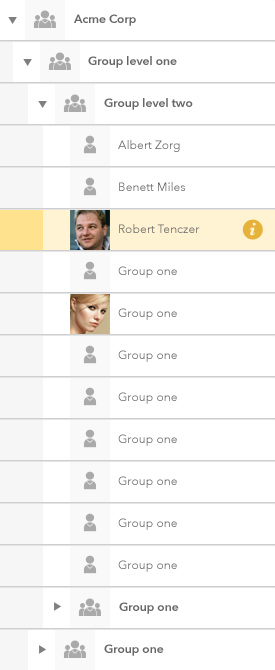 Acme Corp
Group level one
Group level two
Albert Zorg
Benett Miles
Robert Tenczer
i
Group one
Group one
Group one
Group one
Group one
Group one
Group one
Group one
Group one
Group one